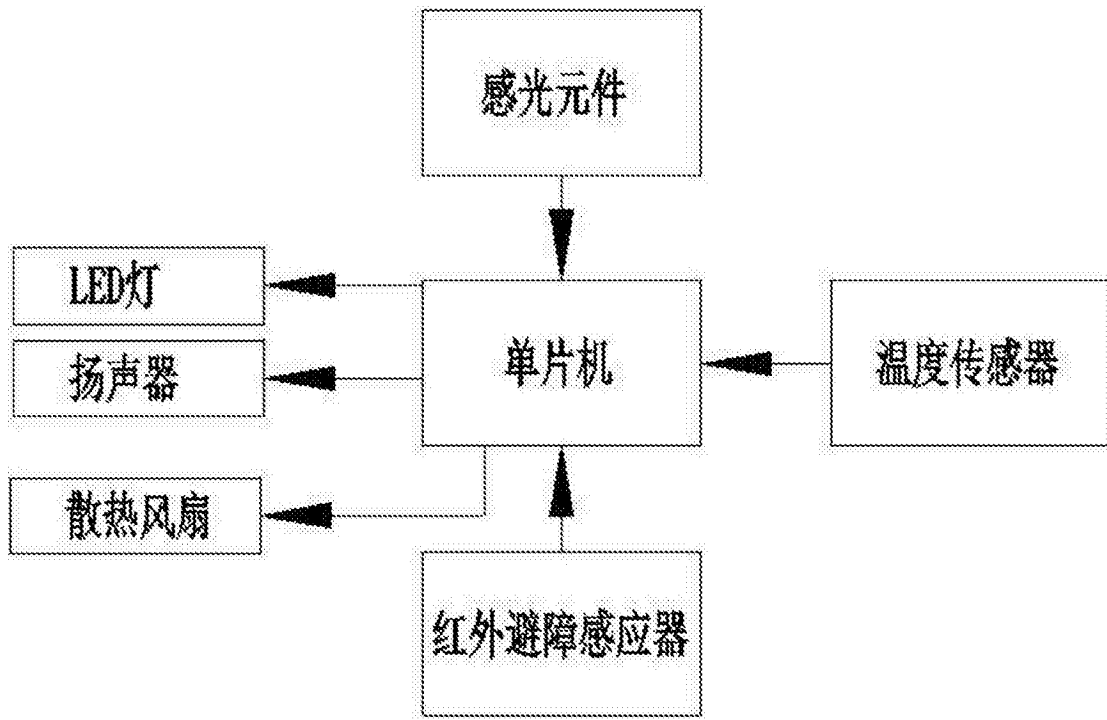 感光元件
LED灯
单片机
温度传感器
扬声器
散热风扇
红外避障感应器